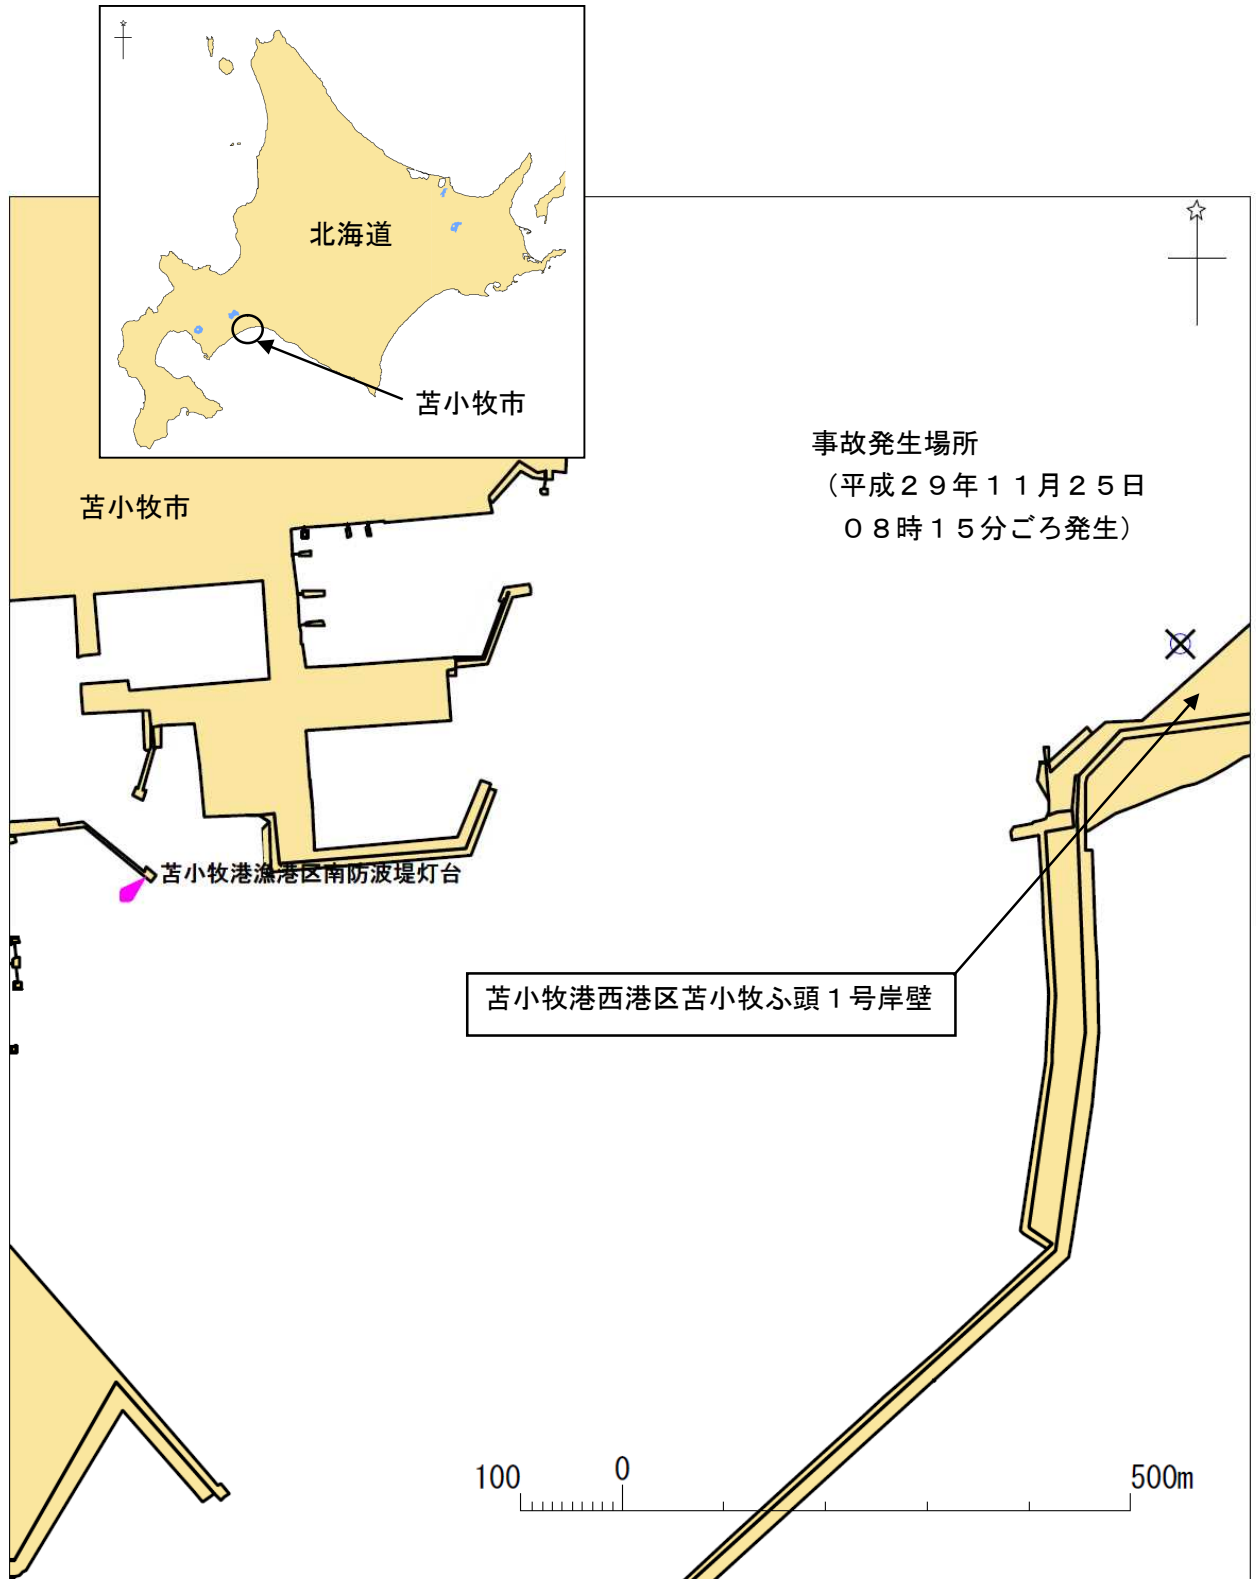 北海道
苫小牧市
事故発生場所
（平成２９年１１月２５日
０８時１５分ごろ発生）
苫小牧市
苫小牧港漁港区南防波堤灯台
苫小牧港西港区苫小牧ふ頭１号岸壁
100 0 500m